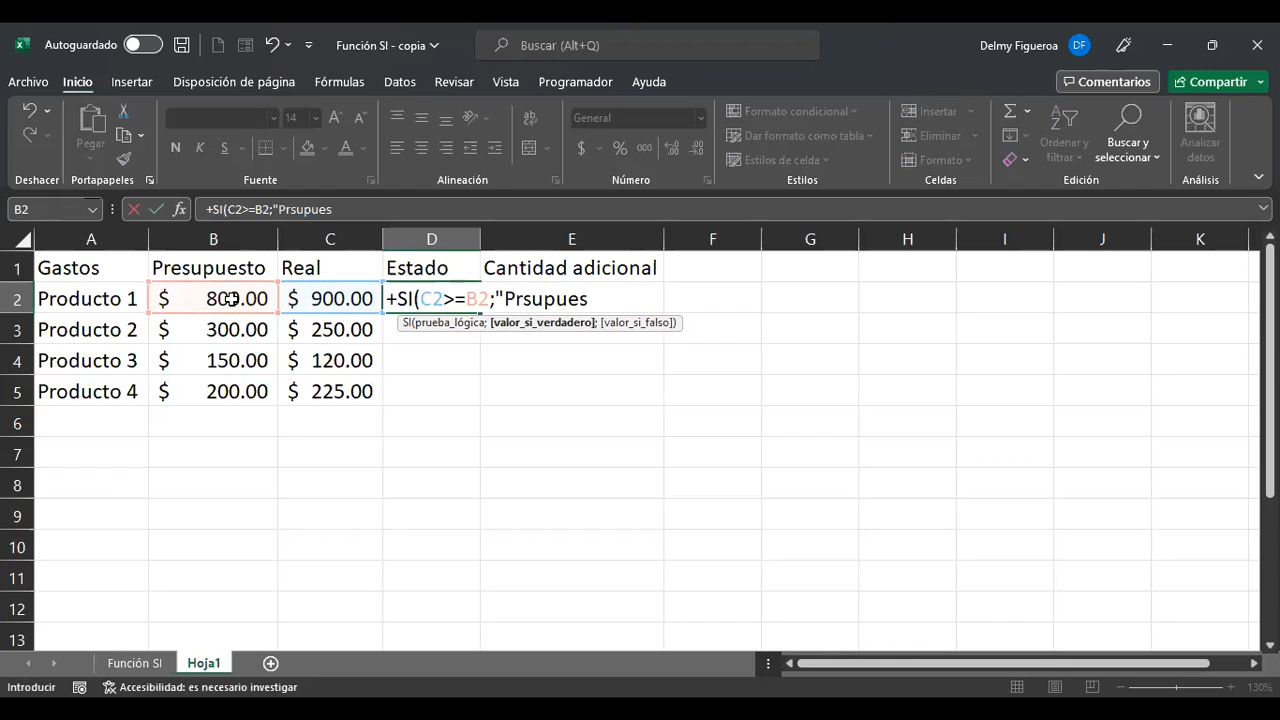 Autoguardado
Función SI - copia
Buscar (Alt+Q)
Delmy Figueroa
DF
Archivo Inicio Insertar Disposición de página Fórmulas Datos Revisar Vista Programador Ayuda
Comentarios
Compartir
Pegar
14
General
Formato condicional
Dar formato como tabla
Estilos de celda
Insertar
Eliminar
Formato
Ordenar y filtrar
Buscar y seleccionar
Analizar datos
N K S
$ % 000
Deshacer Portapapeles Fuente Alineación Número Estilos Celdas Edición Análisis
B2
fx
+SI(C2>=B2;"Prsupues
A B C D E F G H I J K
1 Gastos Presupuesto Real Estado Cantidad adicional
2 Producto 1 $ 800.00 $ 900.00 +SI(C2>=B2;"Prsupues
SI(prueba_lógica; [valor_si_verdadero]; [valor_si_falso])
3 Producto 2 $ 300.00 $ 250.00
4 Producto 3 $ 150.00 $ 120.00
5 Producto 4 $ 200.00 $ 225.00
6
7
8
9
10
11
12
13
Función SI Hoja1
Introducir
Accesibilidad: es necesario investigar
130%